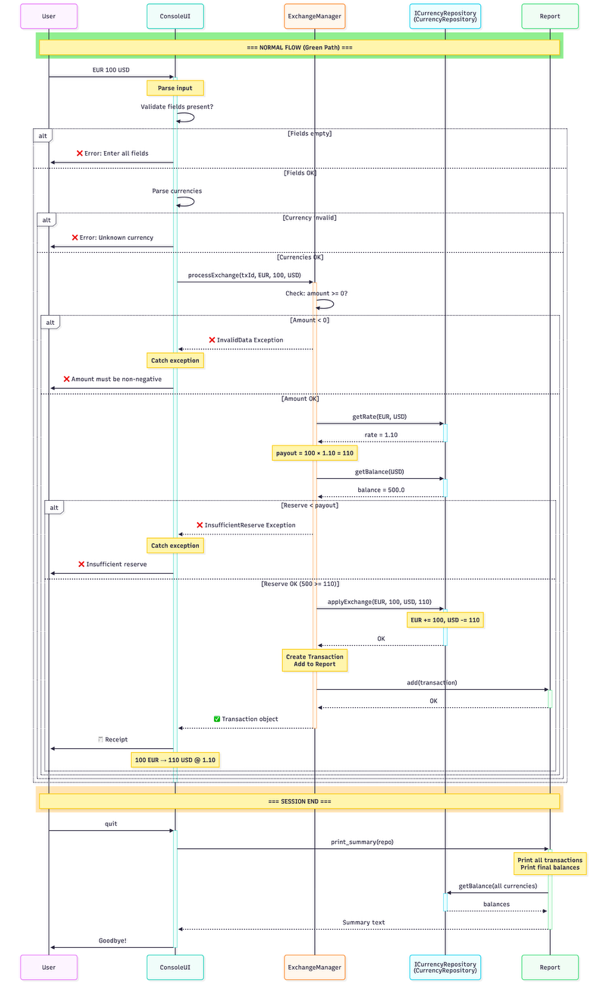 User
ConsoleUI
ExchangeManager
ICurrencyRepository
(CurrencyRepository)
Report
=== NORMAL FLOW (Green Path) ===
EUR 100 USD
Parse input
Validate fields present?
alt
[Fields empty]
❌ Error: Enter all fields
[Fields OK]
Parse currencies
alt
[Currency invalid]
❌ Error: Unknown currency
[Currencies OK]
processExchange(txId, EUR, 100, USD)
Check: amount >= 0?
alt
[Amount < 0]
❌ InvalidData Exception
Catch exception
❌ Amount must be non-negative
[Amount OK]
getRate(EUR, USD)
rate = 1.10
payout = 100 * 1.10 = 110
getBalance(USD)
balance = 500.0
alt
[Reserve < payout]
❌ InsufficientReserve Exception
Catch exception
❌ Insufficient reserve
[Reserve OK (500 >= 110)]
applyExchange(EUR, 100, USD, 110)
EUR += 100, USD -= 110
OK
Create Transaction
Add to Report
add(transaction)
OK
✅ Transaction object
🧾 Receipt
100 EUR → 110 USD @ 1.10
=== SESSION END ===
quit
print_summary(repo)
Print all transactions
Print final balances
getBalance(all currencies)
balances
Summary text
Goodbye!
User
ConsoleUI
ExchangeManager
ICurrencyRepository
(CurrencyRepository)
Report